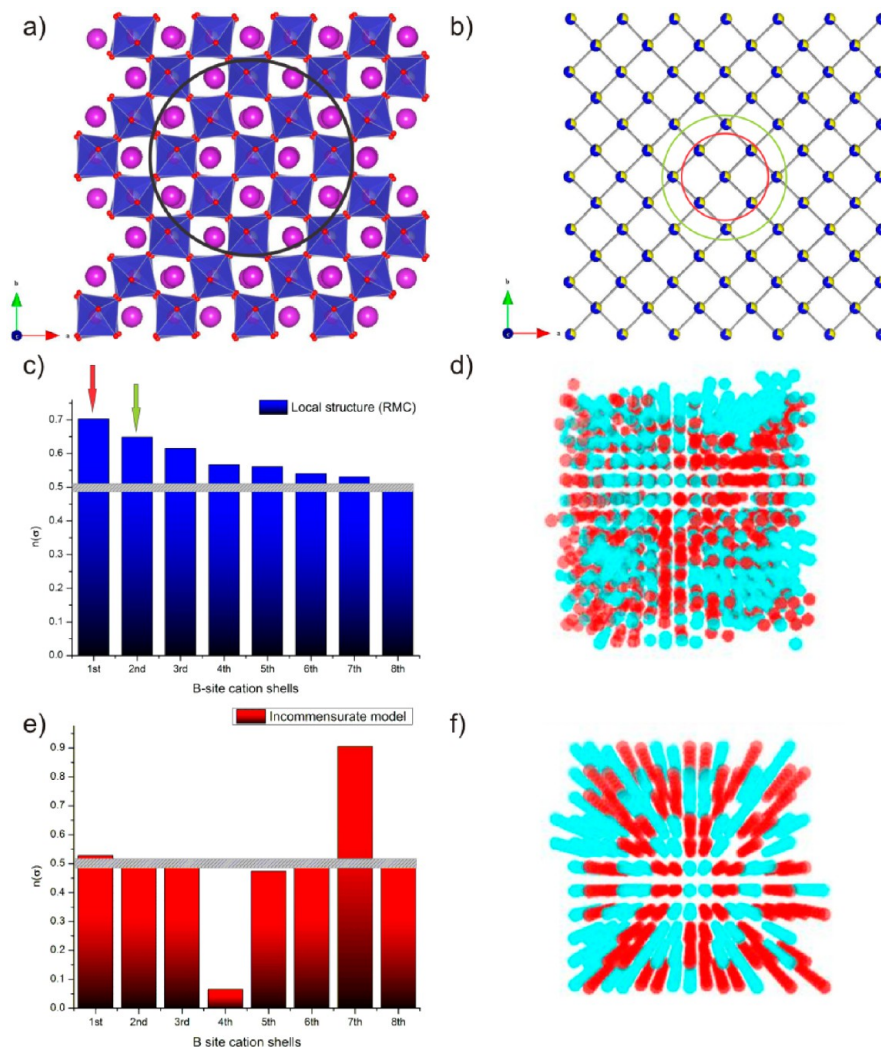 a)
b)
b
c
a
b
c
a
c)
Local structure (RMC)
0.7
0.6
0.5
0.4
0.3
0.2
0.1
0.0
n(σ)
1st 2nd 3rd 4th 5th 6th 7th 8th
B-site cation shells
d)
e)
Incommensurate model
0.9
0.8
0.7
0.6
0.5
0.4
0.3
0.2
0.1
0.0
n(σ)
1st 2nd 3rd 4th 5th 6th 7th 8th
B site cation shells
f)